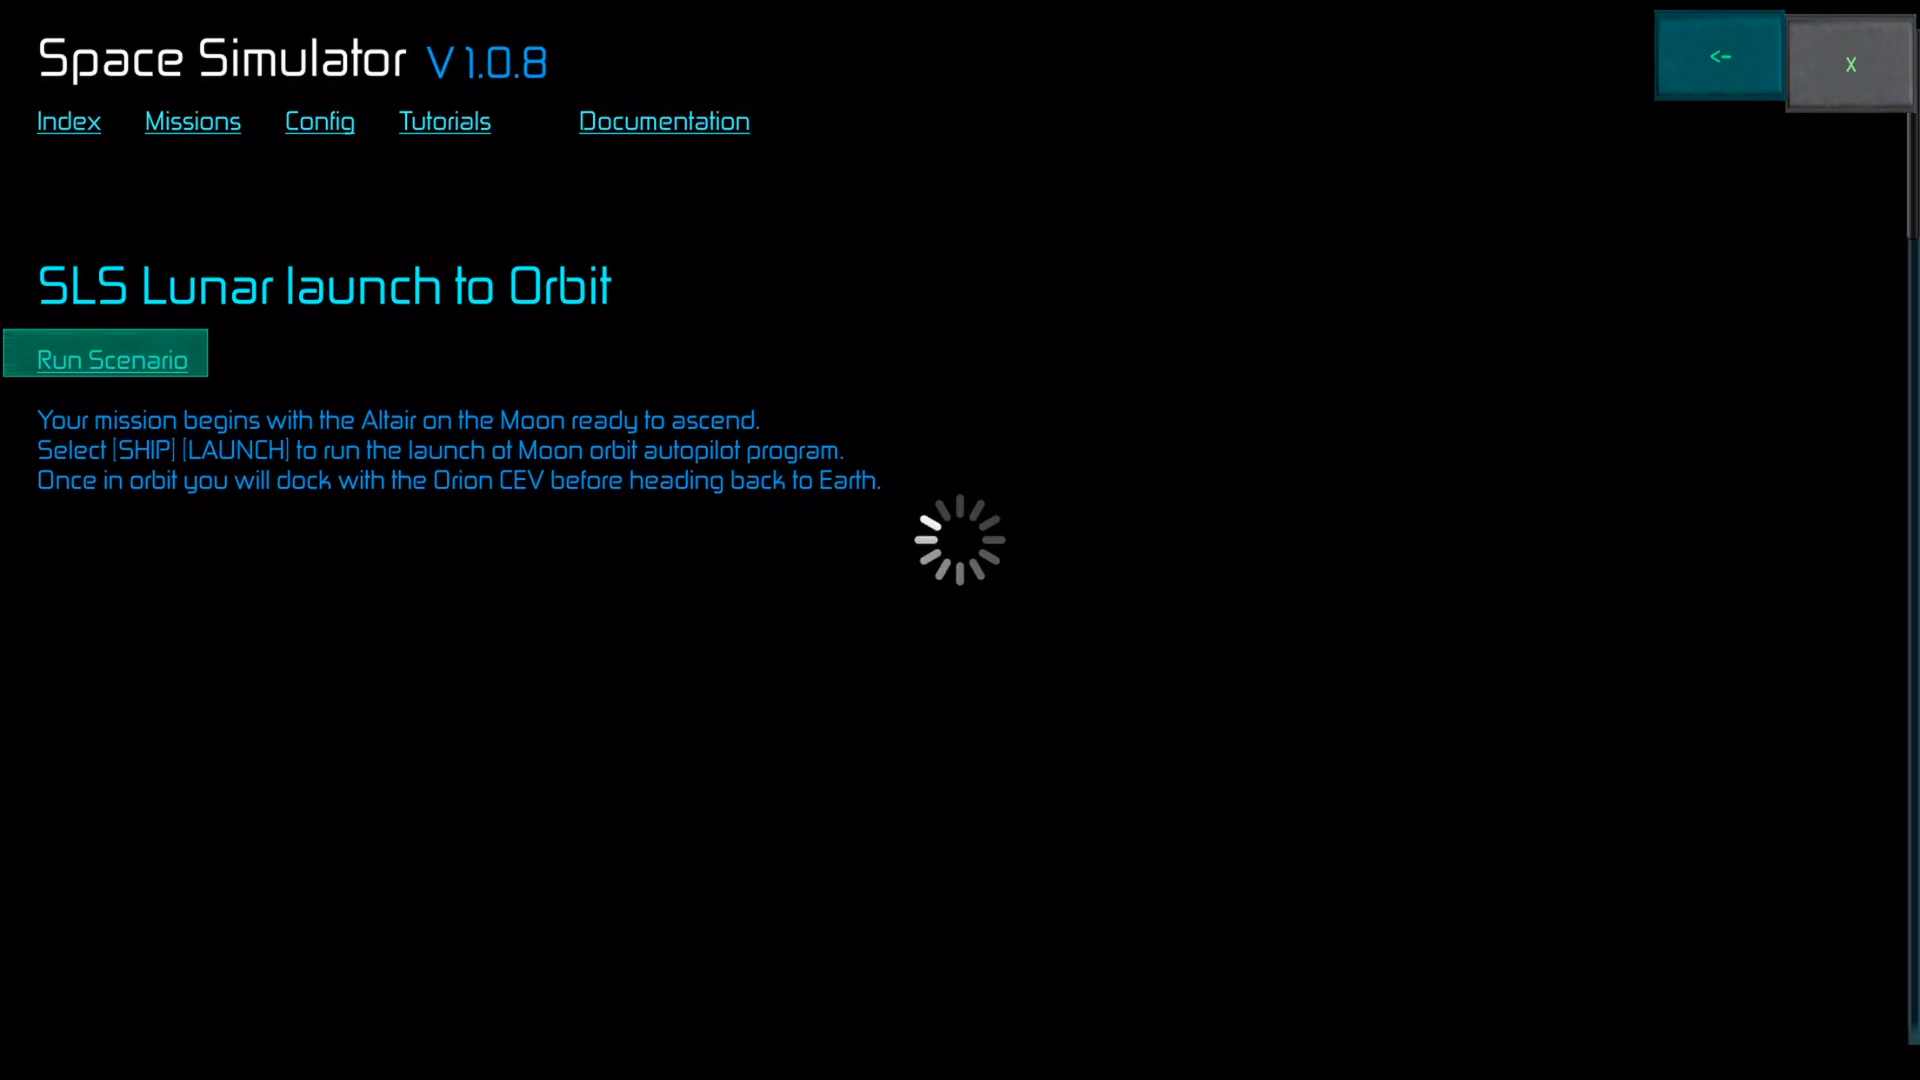 Space Simulator V 1.0.8
<- X
Index Missions Config Tutorials Documentation
SLS Lunar launch to Orbit
Run Scenario
Your mission begins with the Altair on the Moon ready to ascend.
Select [SHIP] [LAUNCH] to run the launch ot Moon orbit autopilot program.
Once in orbit you will dock with the Orion CEV before heading back to Earth.